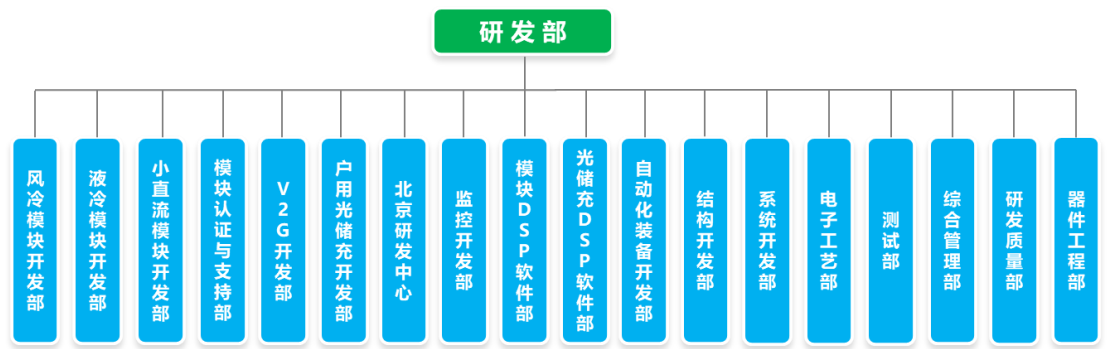 研发部
风冷模块开发部
液冷模块开发部
小直流模块开发部
模块认证与支持部
V2G开发部
户用光储充开发部
北京研发中心
监控开发部
模块DSP软件部
光储充DSP软件部
自动化装备开发部
结构开发部
系统开发部
电子工艺部
测试部
综合管理部
研发质量部
器件工程部